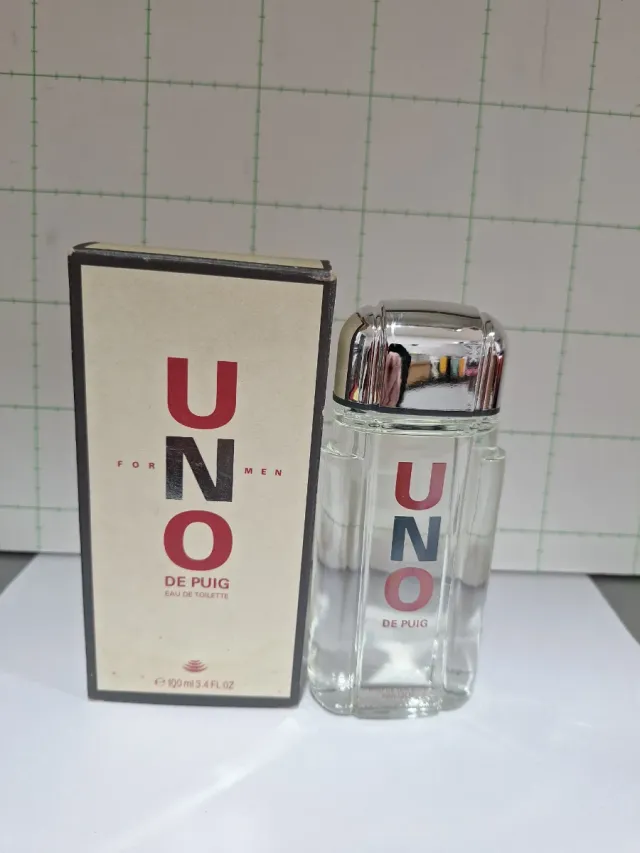 U
FOR N MEN
O
DE PUIG
EAU DE TOILETTE
℮ 100 ml 3.4 FL.OZ
U
N
O
DE PUIG